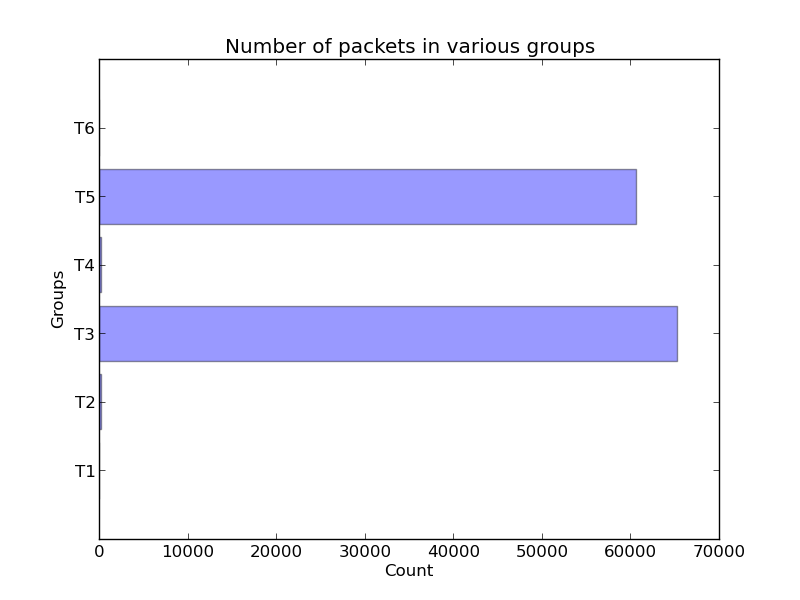 Number of packets in various groups
T6
T5
T4
T3
T2
T1
Groups
0 10000 20000 30000 40000 50000 60000 70000
Count